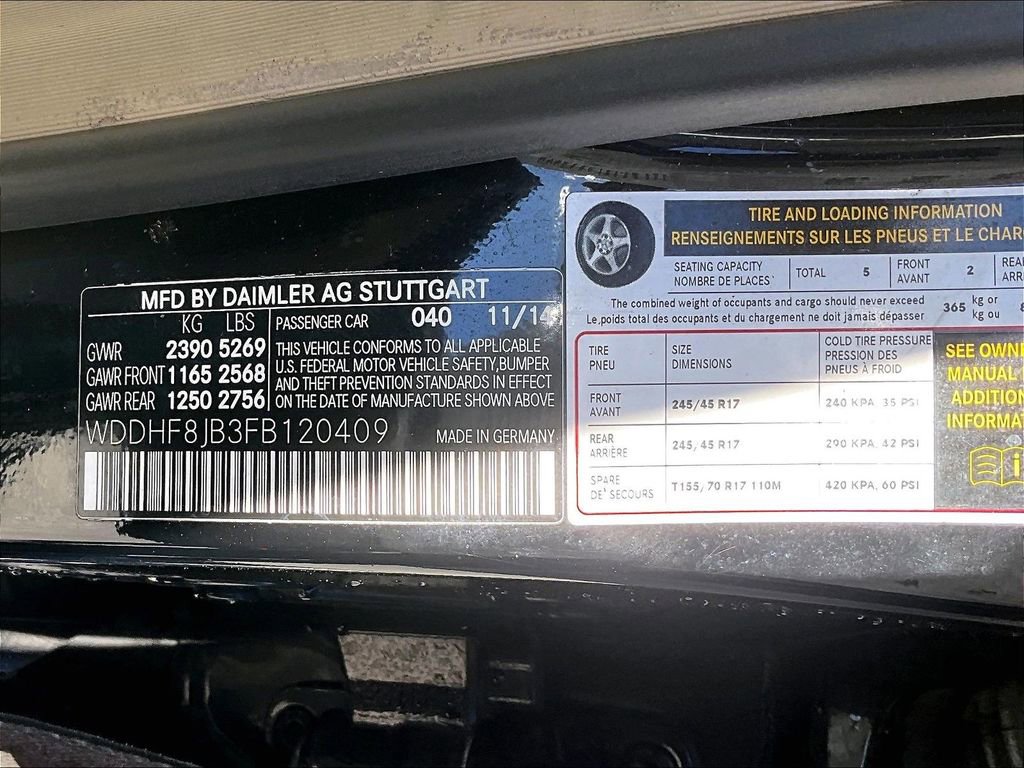 MFD BY DAIMLER AG STUTTGART
KG LBS
GVWR 2390 5269
GAWR FRONT 1165 2568
GAWR REAR 1250 2756
PASSENGER CAR 040 11/14
THIS VEHICLE CONFORMS TO ALL APPLICABLE
U.S. FEDERAL MOTOR VEHICLE SAFETY,BUMPER
AND THEFT PREVENTION STANDARDS IN EFFECT
ON THE DATE OF MANUFACTURE SHOWN ABOVE
WDDHF8JB3FB120409 MADE IN GERMANY
TIRE AND LOADING INFORMATION
RENSEIGNEMENTS SUR LES PNEUS ET LE CHAR
SEATING CAPACITY
NOMBRE DE PLACES
TOTAL 5
FRONT
AVANT
2
REA
ARR
The combined weight of occupants and cargo should never exceed
Le poids total des occupants et du chargement ne doit jamais dépasser
365 kg or
kg ou
TIRE
PNEU
SIZE
DIMENSIONS
COLD TIRE PRESSURE
PRESSION DES
PNEUS À FROID
FRONT
AVANT
245/45 R17
240 KPA, 35 PSI
REAR
ARRIÈRE
245/45 R17
290 KPA, 42 PSI
SPARE
DE SECOURS
T155/70 R17 110M
420 KPA, 60 PSI
SEE OWNE
MANUAL
ADDITION
INFORMA